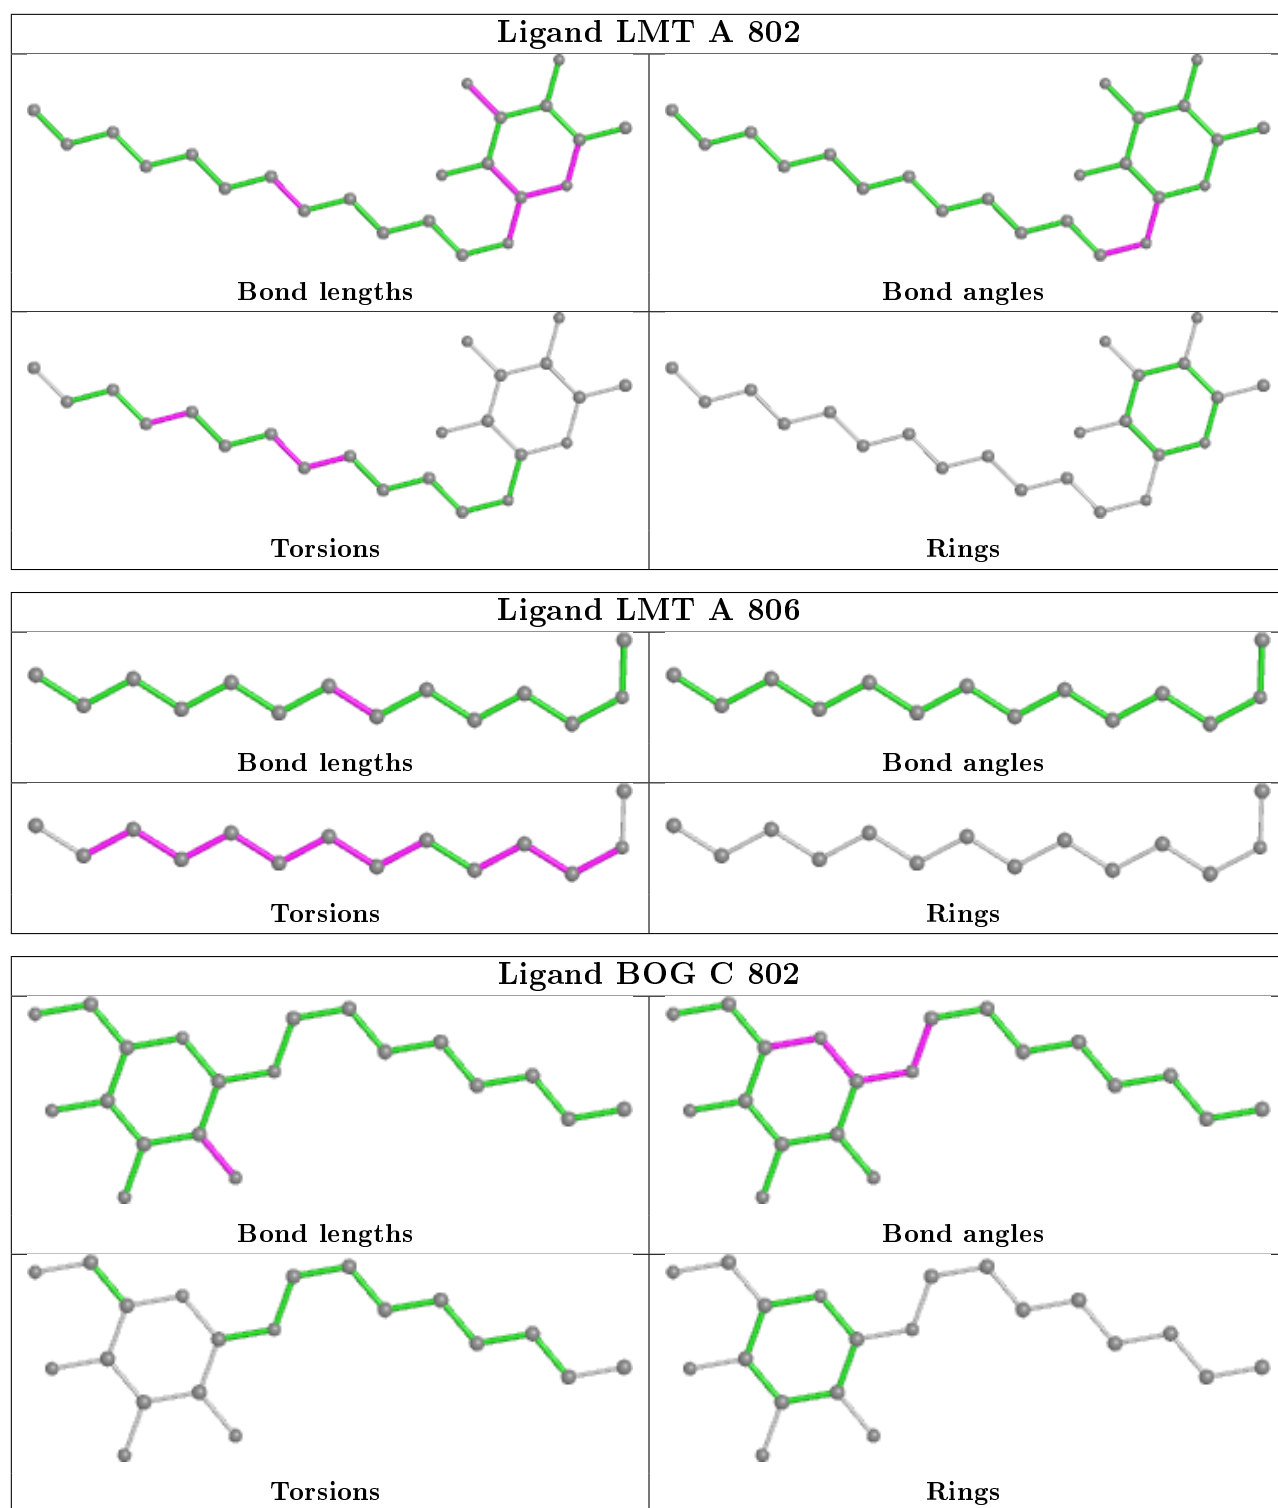 Ligand LMT A 802
Bond lengths
Bond angles
Torsions
Rings
Ligand LMT A 806
Bond lengths
Bond angles
Torsions
Rings
Ligand BOG C 802
Bond lengths
Bond angles
Torsions
Rings